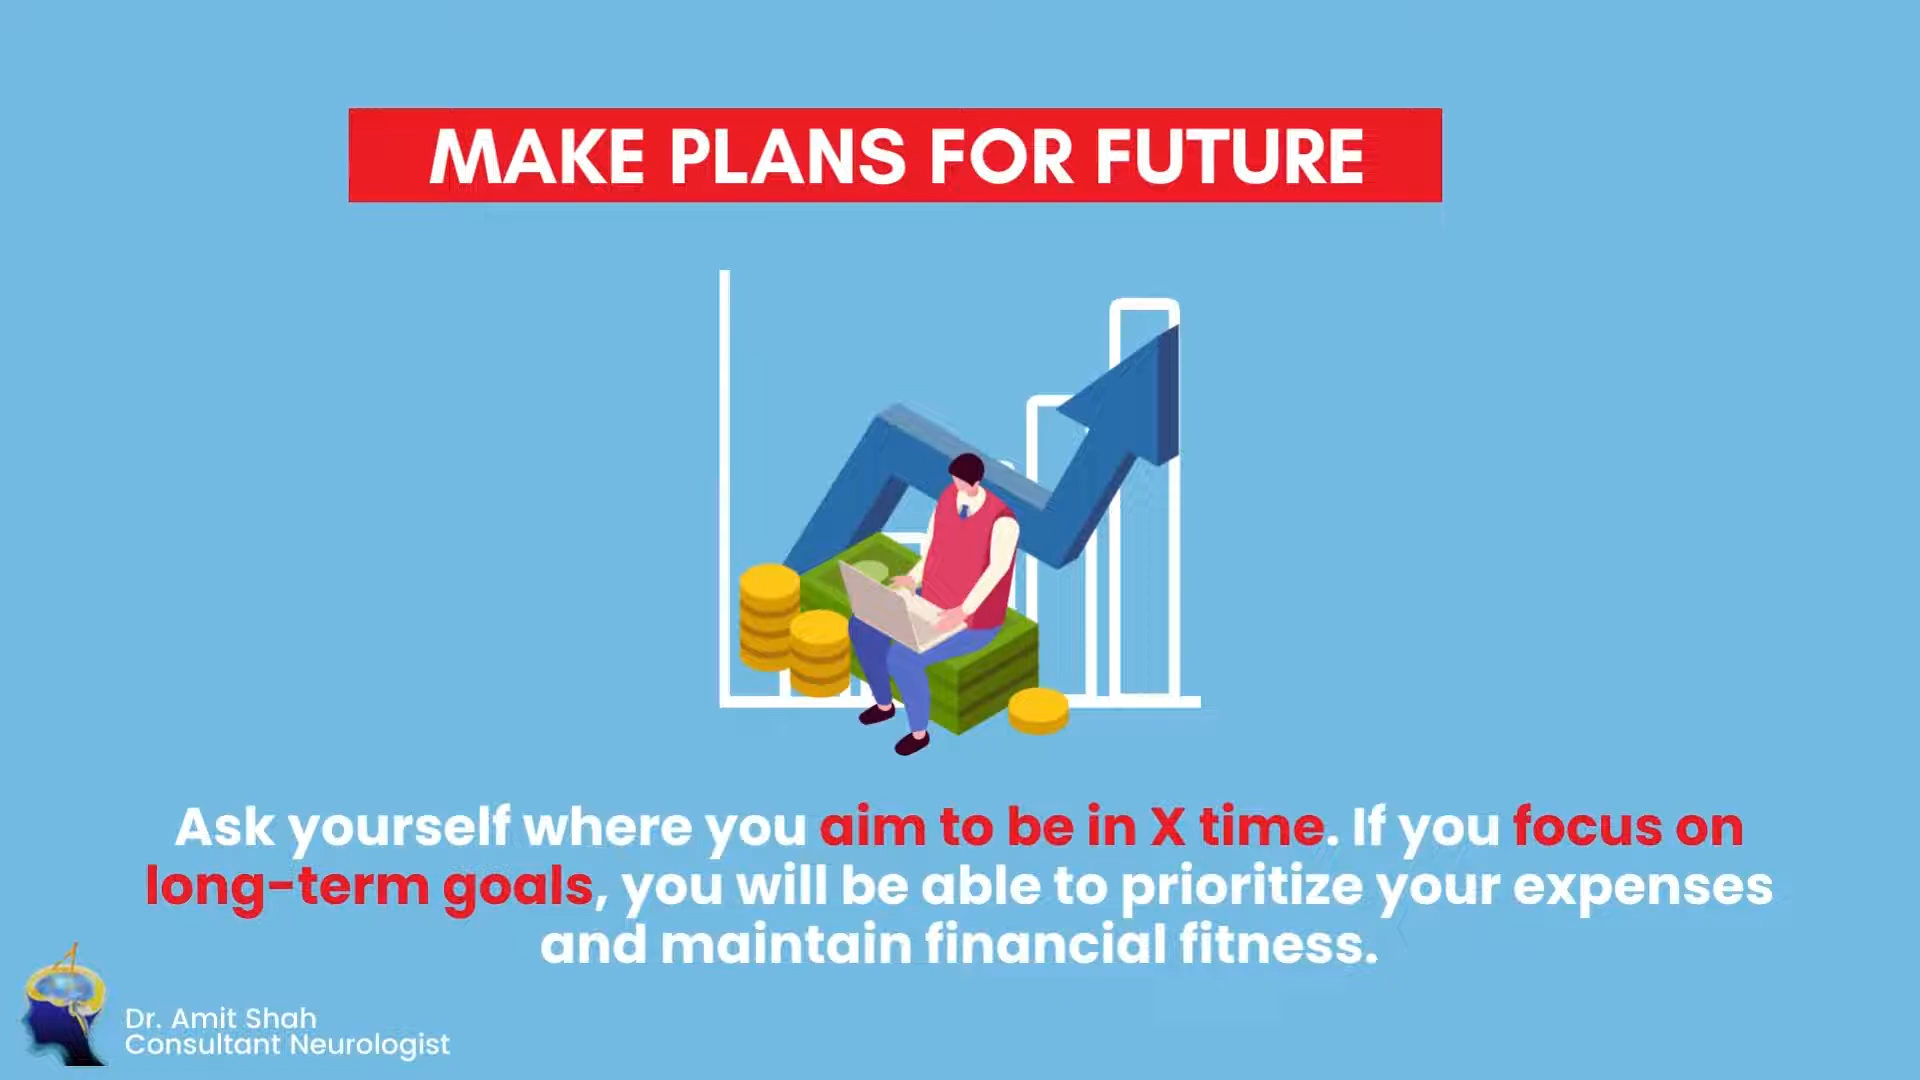 MAKE PLANS FOR FUTURE
Ask yourself where you aim to be in X time. If you focus on
long-term goals, you will be able to prioritize your expenses
and maintain financial fitness.
Dr. Amit Shah
Consultant Neurologist